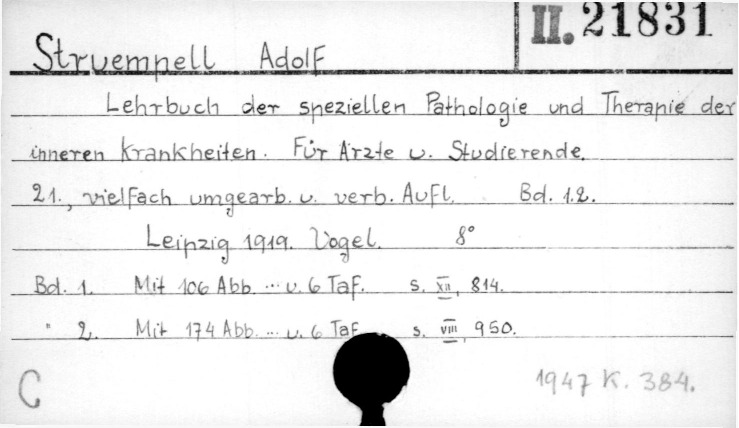 II. 21831
Struempell Adolf
Lehrbuch der speziellen Pathologie und Therapie der
inneren Krankheiten. Für Ärzte u. Studierende.
21., vielfach umgearb. u. verb. Aufl. Bd. 1.2.
Leipzig 1919. Vogel. 8°
Bd. 1. Mit 106 Abb. ... u. 6 Taf. S. XII, 814.
" 2. Mit 174 Abb. ... u. 6 Taf. S. VIII, 950.
C
1947 K. 384.